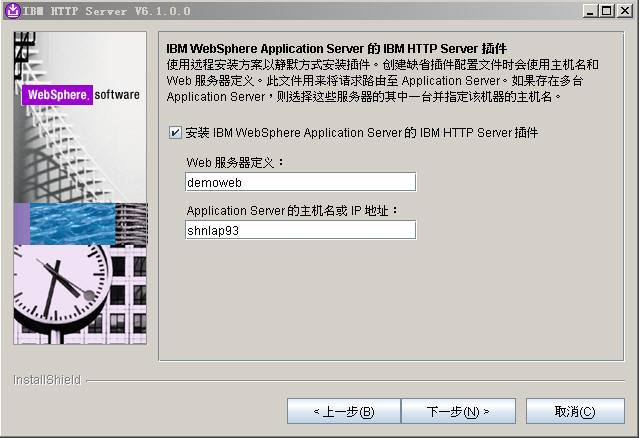 IBM HTTP Server V6.1.0.0
WebSphere. software
IBM WebSphere Application Server 的 IBM HTTP Server 插件
使用远程安装方案以静默方式安装插件。创建缺省插件配置文件时会使用主机名和
Web 服务器定义。此文件用来将请求路由至 Application Server。如果存在多台
Application Server，则选择这些服务器的其中一台并指定该机器的主机名。
安装 IBM WebSphere Application Server 的 IBM HTTP Server 插件
Web 服务器定义：
demoweb
Application Server 的主机名或 IP 地址：
shnlap93
InstallShield
< 上一步(B)
下一步(N) >
取消(C)